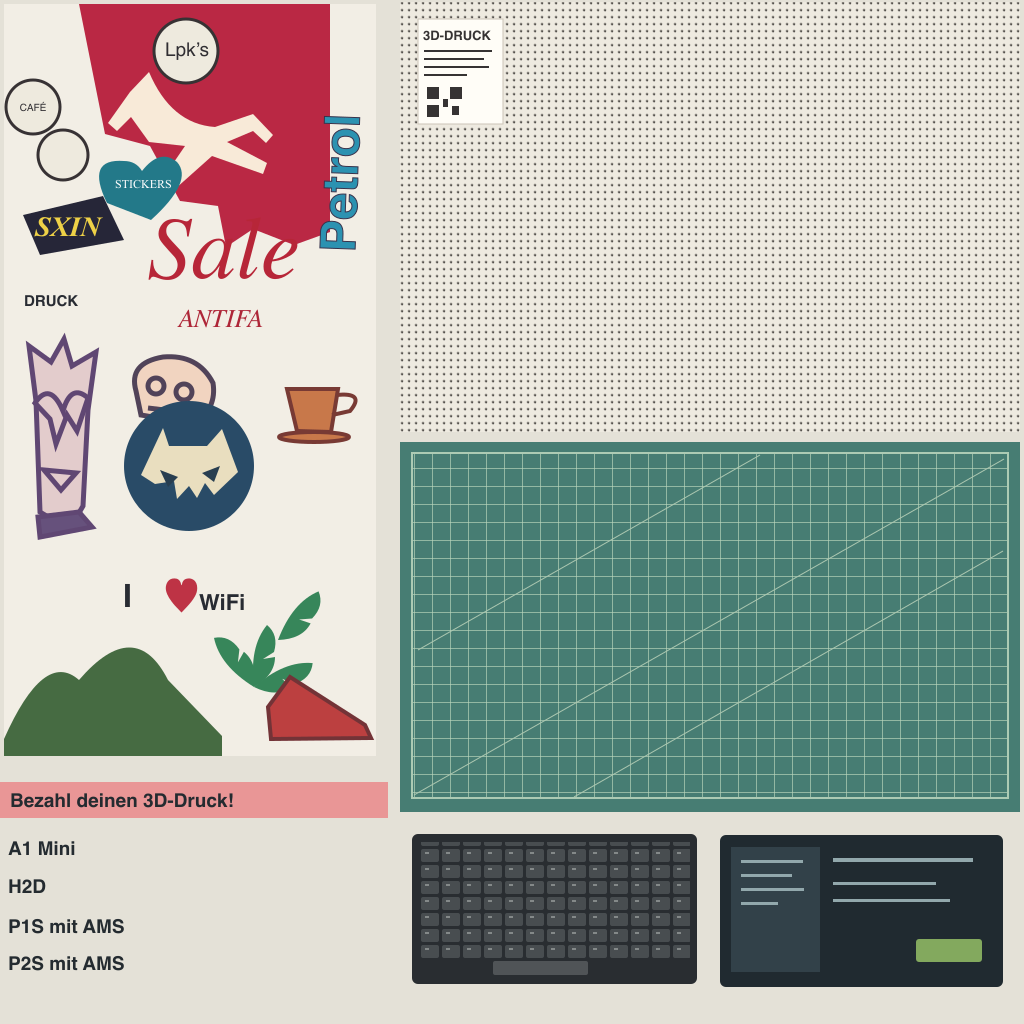 Lpk's
CAFÉ
STICKERS
SXIN
Petrol
Sale
DRUCK
ANTIFA
I WiFi
3D-DRUCK
Bezahl deinen 3D-Druck!
A1 Mini
H2D
P1S mit AMS
P2S mit AMS